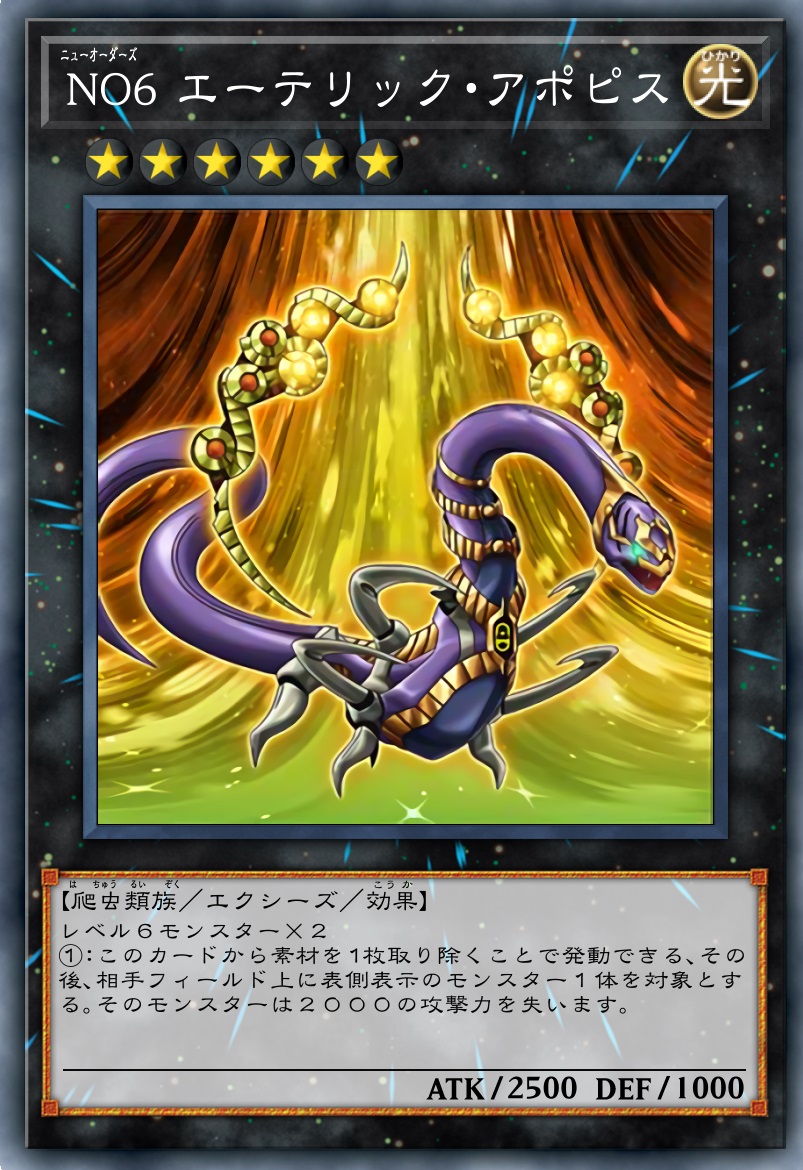 ニューオーダーズ
NO6 エーテリック・アポピス
ひかり
光
は ちゅう るい ぞく こう か
【爬虫類族／エクシーズ／効果】
レベル６モンスター×２
①：このカードから素材を1枚取り除くことで発動できる、その
後、相手フィールド上に表側表示のモンスター１体を対象とす
る。そのモンスターは２０００の攻撃力を失います。
ATK/2500 DEF/1000